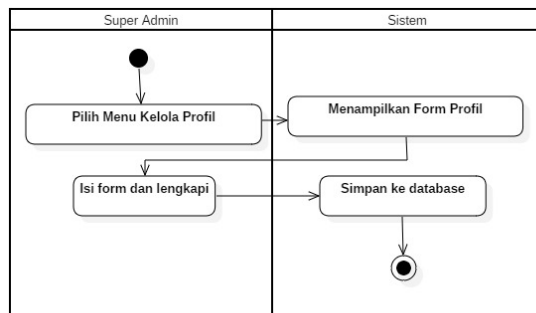 Super Admin
Sistem
Pilih Menu Kelola Profil
Menampilkan Form Profil
Isi form dan lengkapi
Simpan ke database